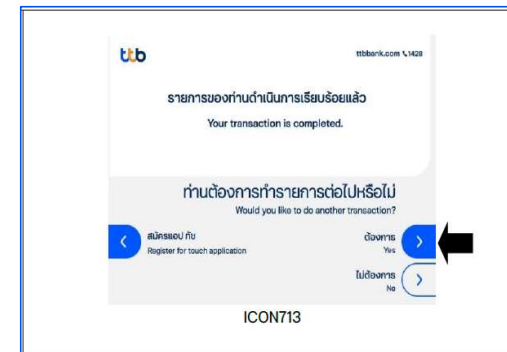 ttb
ttbbank.com 1428
รายการของท่านดำเนินการเรียบร้อยแล้ว
Your transaction is completed.
ท่านต้องการทำรายการต่อไปหรือไม่
Would you like to do another transaction?
สมัครแอป ทัช
Register for touch application
ต้องการ
Yes
ไม่ต้องการ
No
ICON713